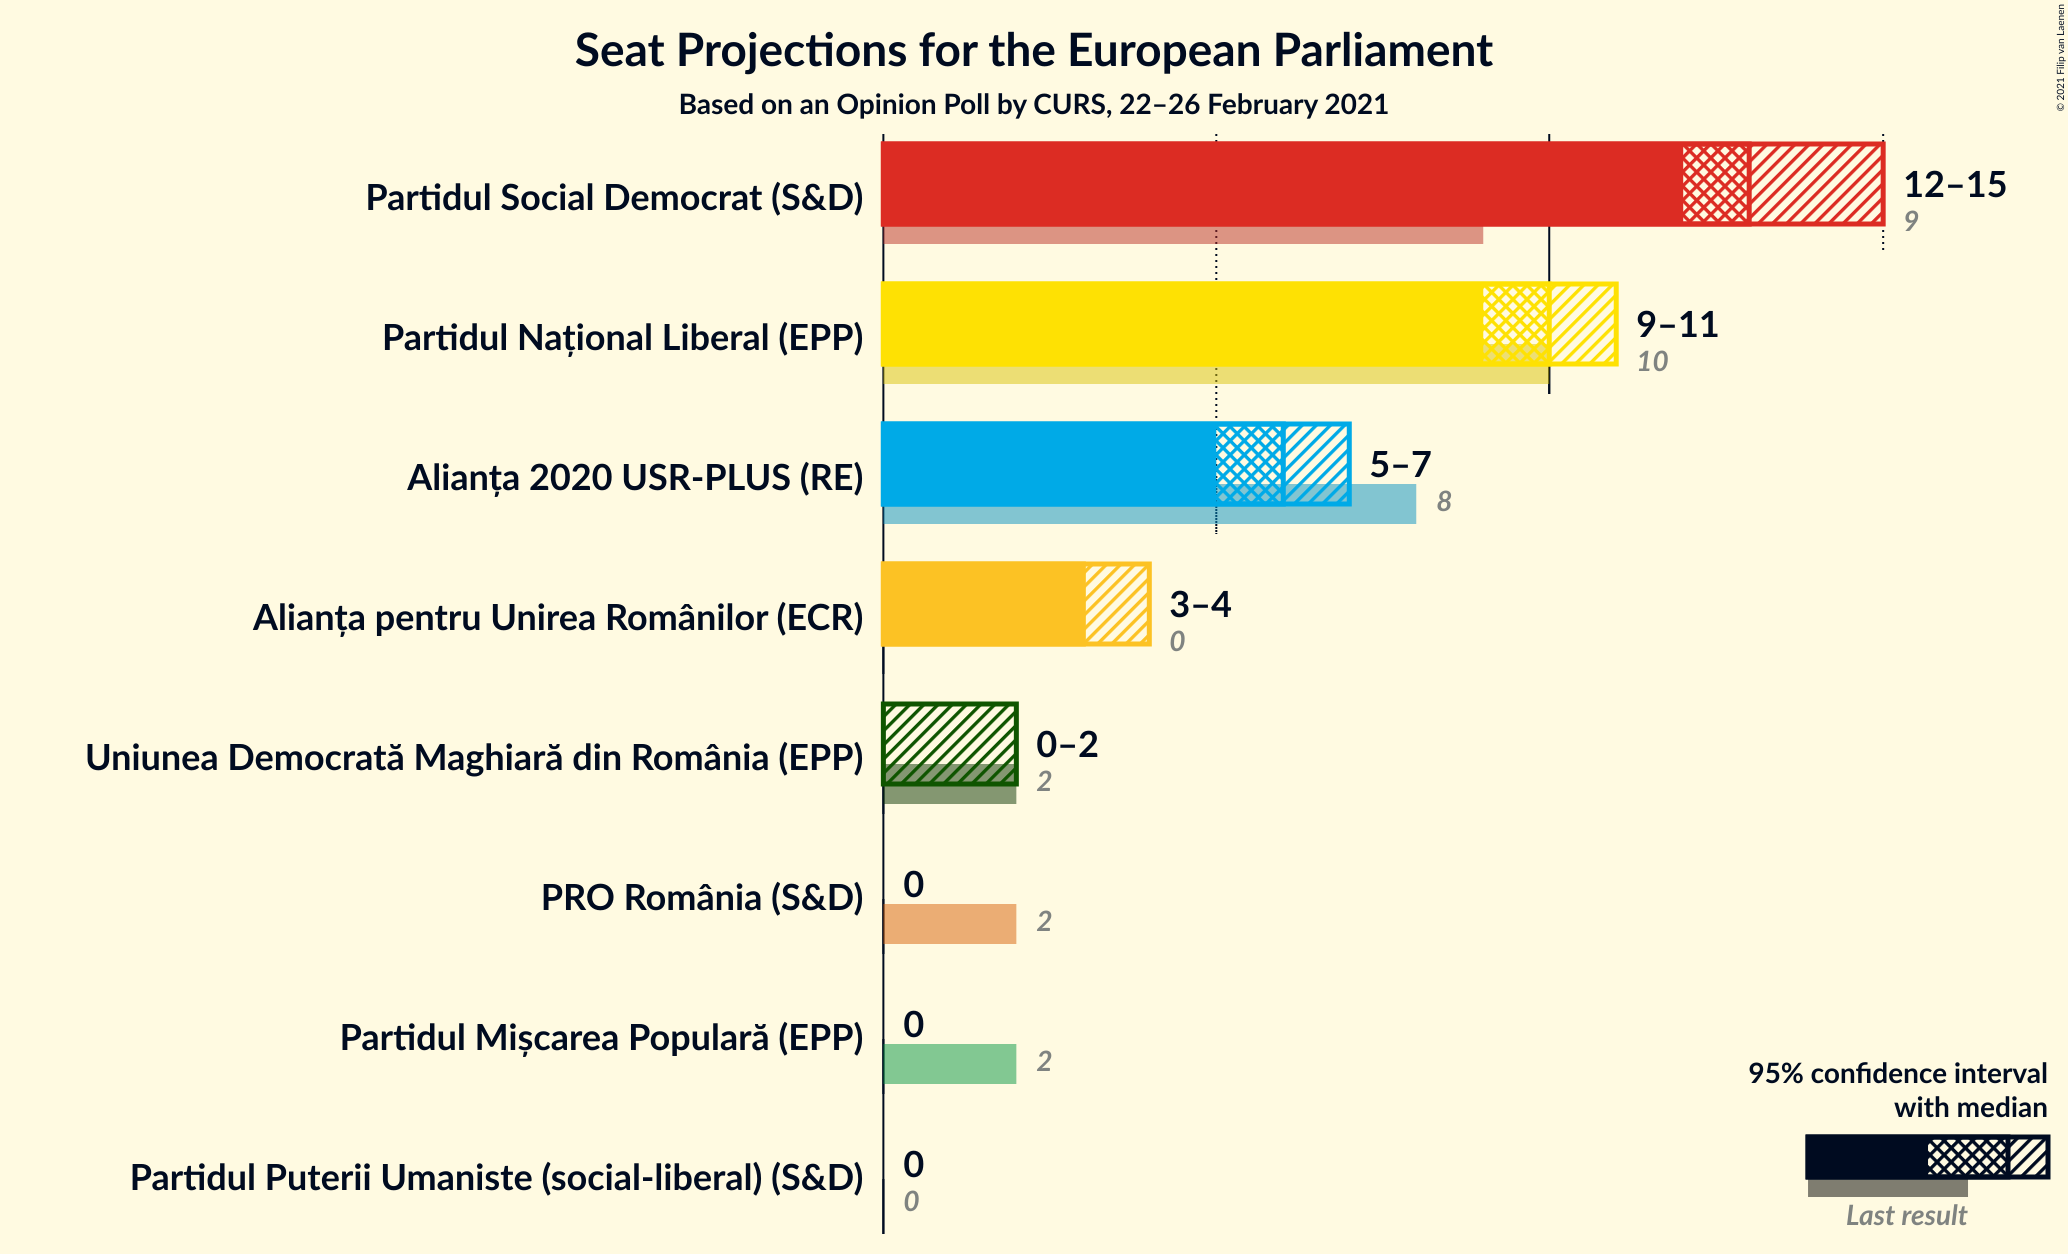 Seat Projections for the European Parliament
Based on an Opinion Poll by CURS, 22–26 February 2021
© 2021 Filip van Laenen
Partidul Social Democrat (S&D)
12–15
9
Partidul Național Liberal (EPP)
9–11
10
Alianța 2020 USR-PLUS (RE)
5–7
8
Alianța pentru Unirea Românilor (ECR)
3–4
0
Uniunea Democrată Maghiară din România (EPP)
0–2
2
PRO România (S&D)
0
2
Partidul Mișcarea Populară (EPP)
0
2
Partidul Puterii Umaniste (social-liberal) (S&D)
0
0
95% confidence interval
with median
Last result